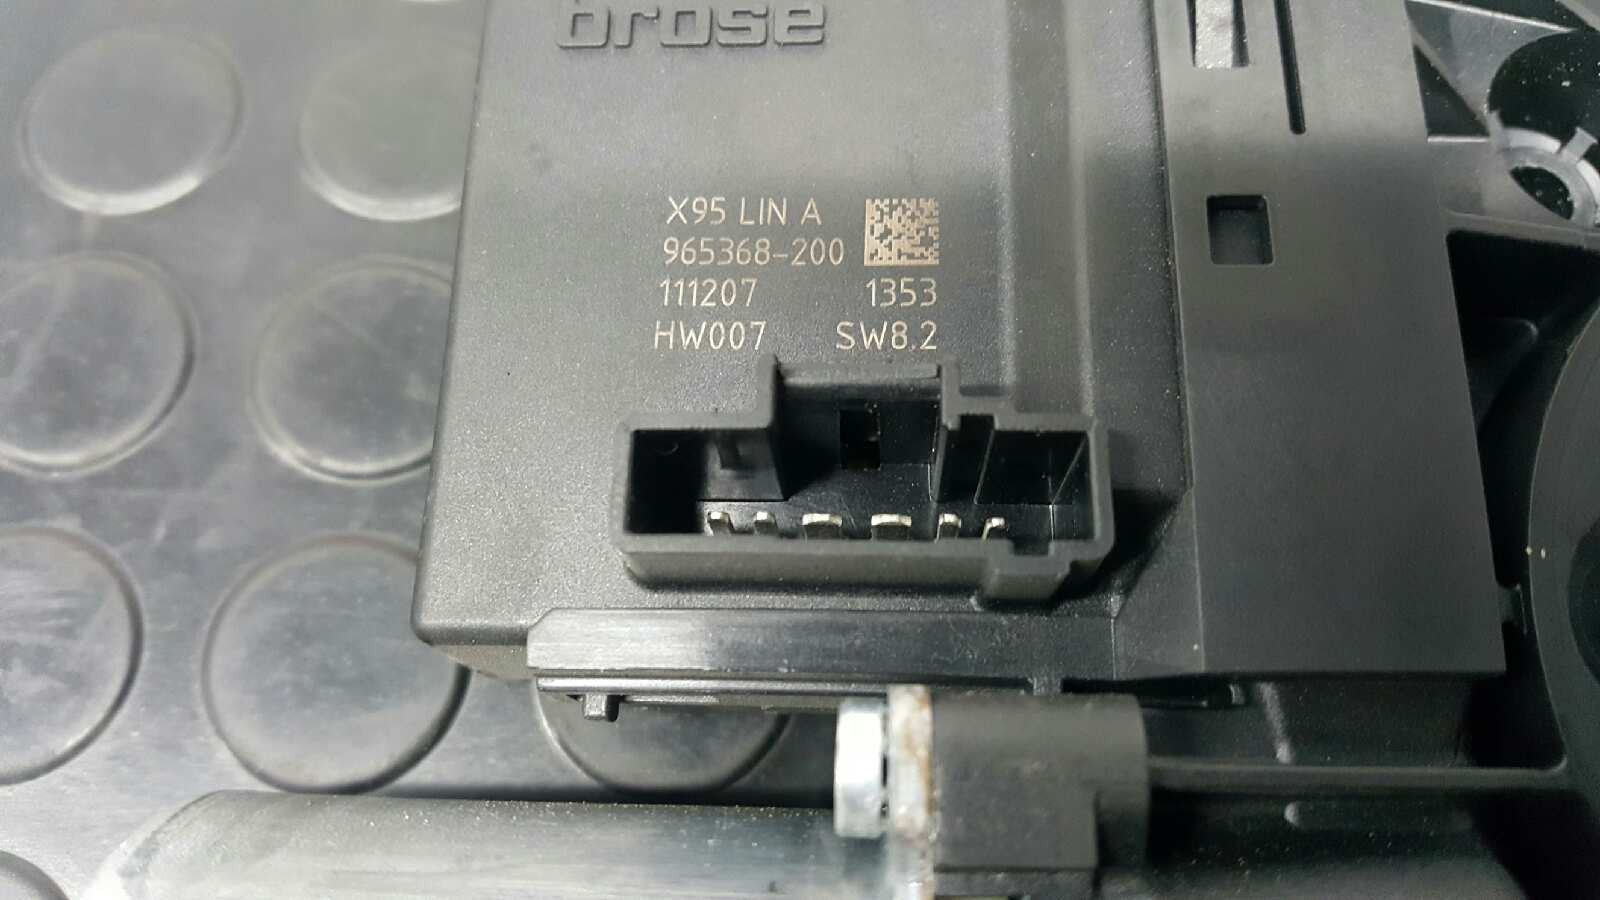 brose
X95 LIN A
965368-200
111207 1353
HW007 SW8.2